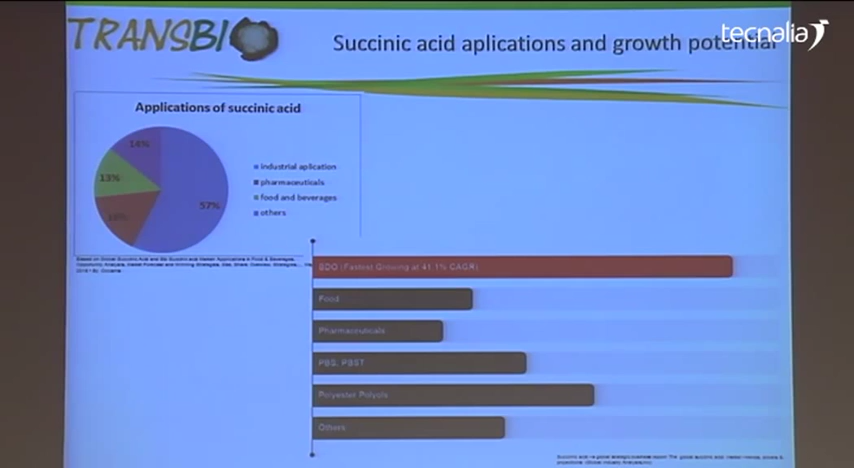 TRANSBIO
tecnalia
Succinic acid aplications and growth potential
Applications of succinic acid
14%
13%
57%
industrial aplication
pharmaceuticals
food and beverages
others
BDO (Fastest Growing at 41.1% CAGR)
Food
Pharmaceuticals
PBS, PBST
Polyester Polyols
Others